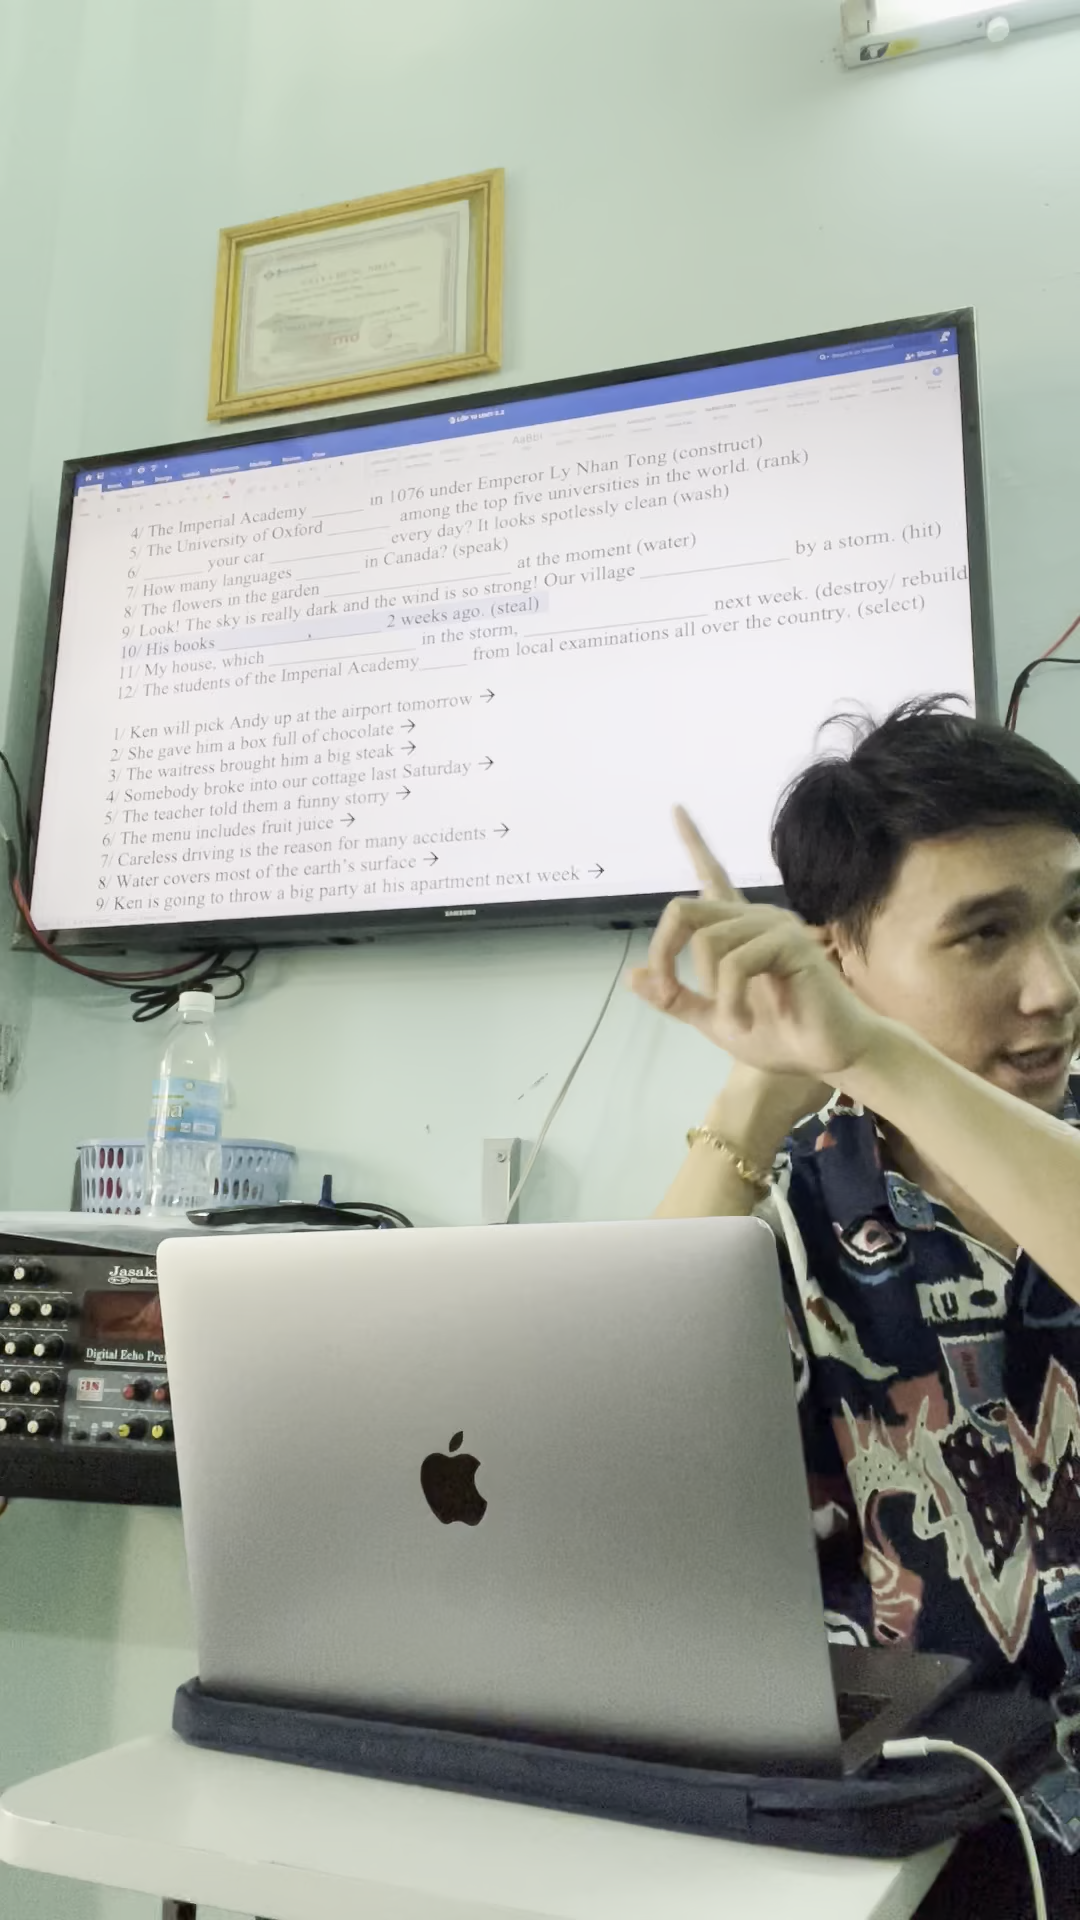 LỚP 10 UNIT 5.2
Share
AaBbI
4/ The Imperial Academy ______ in 1076 under Emperor Ly Nhan Tong (construct)
5/ The University of Oxford ______ among the top five universities in the world. (rank)
6/ ______ your car ______ every day? It looks spotlessly clean (wash)
7/ How many languages ______ in Canada? (speak)
8/ The flowers in the garden ______ at the moment (water)
9/ Look! The sky is really dark and the wind is so strong! Our village ______ by a storm. (hit)
10/ His books ______ 2 weeks ago. (steal)
11/ My house, which ______ in the storm, ______ next week. (destroy/ rebuild
12/ The students of the Imperial Academy______ from local examinations all over the country. (select)
1/ Ken will pick Andy up at the airport tomorrow →
2/ She gave him a box full of chocolate →
3/ The waitress brought him a big steak →
4/ Somebody broke into our cottage last Saturday →
5/ The teacher told them a funny storry →
6/ The menu includes fruit juice →
7/ Careless driving is the reason for many accidents →
8/ Water covers most of the earth's surface →
9/ Ken is going to throw a big party at his apartment next week →
SAMSUNG
Digital Echo